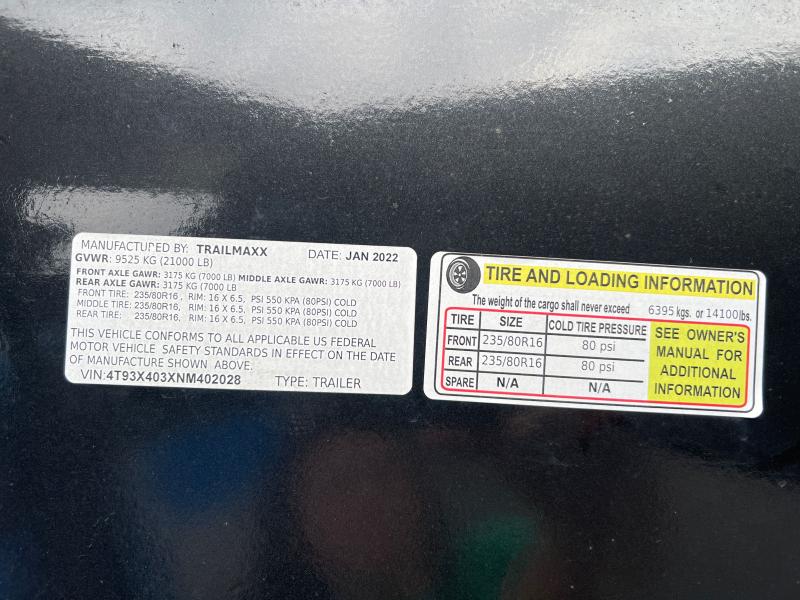 MANUFACTURED BY: TRAILMAXX DATE: JAN 2022
GVWR: 9525 KG (21000 LB)
FRONT AXLE GAWR: 3175 KG (7000 LB) MIDDLE AXLE GAWR: 3175 KG (7000 LB)
REAR AXLE GAWR: 3175 KG (7000 LB)
FRONT TIRE: 235/80R16 , RIM: 16 X 6.5, PSI 550 KPA (80PSI) COLD
MIDDLE TIRE: 235/80R16, RIM: 16 X 6.5, PSI 550 KPA (80PSI) COLD
REAR TIRE: 235/80R16, RIM: 16 X 6.5, PSI 550 KPA (80PSI) COLD
THIS VEHICLE CONFORMS TO ALL APPLICABLE US FEDERAL
MOTOR VEHICLE SAFETY STANDARDS IN EFFECT ON THE DATE
OF MANUFACTURE SHOWN ABOVE.
VIN: 4T93X403XNM402028 TYPE: TRAILER
TIRE AND LOADING INFORMATION
The weight of the cargo shall never exceed 6395 kgs. or 14100 lbs.
TIRE SIZE COLD TIRE PRESSURE
FRONT 235/80R16 80 psi
REAR 235/80R16 80 psi
SPARE N/A N/A
SEE OWNER'S
MANUAL FOR
ADDITIONAL
INFORMATION